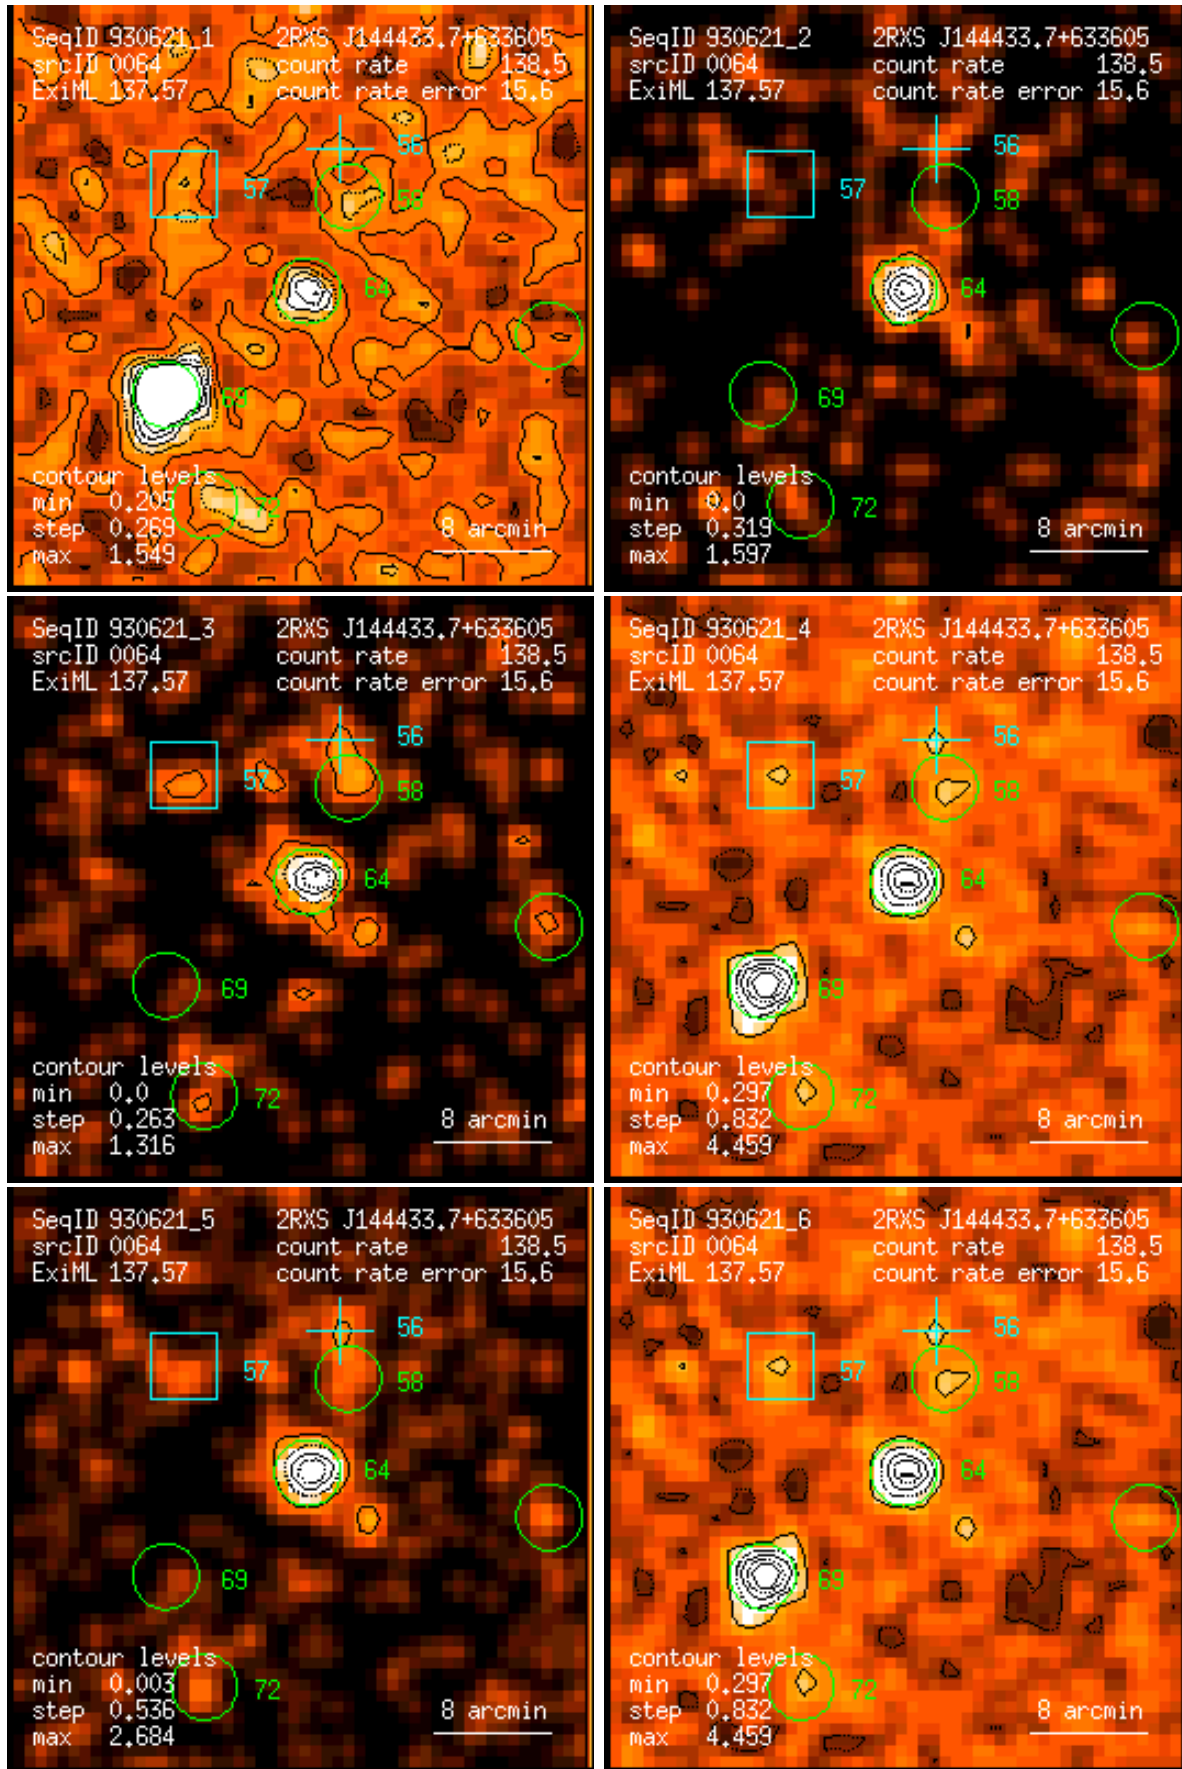 SeqID 930621_1 2RXS J144433.7+633605
srcID 0064 count rate 138.5
ExiML 137.57 count rate error 15.6
56
57
58
64
69
contour levels
min 0.205
72
step 0.269 8 arcmin
max 1.549
SeqID 930621_2 2RXS J144433.7+633605
srcID 0064 count rate 138.5
ExiML 137.57 count rate error 15.6
56
57
58
64
69
contour levels
min 0.0
72
step 0.319 8 arcmin
max 1.597
SeqID 930621_3 2RXS J144433.7+633605
srcID 0064 count rate 138.5
ExiML 137.57 count rate error 15.6
56
57
58
64
69
contour levels
min 0.0
72
step 0.263 8 arcmin
max 1.316
SeqID 930621_4 2RXS J144433.7+633605
srcID 0064 count rate 138.5
ExiML 137.57 count rate error 15.6
56
57
58
64
69
contour levels
min 0.297
72
step 0.832 8 arcmin
max 4.459
SeqID 930621_5 2RXS J144433.7+633605
srcID 0064 count rate 138.5
ExiML 137.57 count rate error 15.6
56
57
58
64
69
contour levels
min 0.003
72
step 0.536 8 arcmin
max 2.684
SeqID 930621_6 2RXS J144433.7+633605
srcID 0064 count rate 138.5
ExiML 137.57 count rate error 15.6
56
57
58
64
69
contour levels
min 0.297
72
step 0.832 8 arcmin
max 4.459